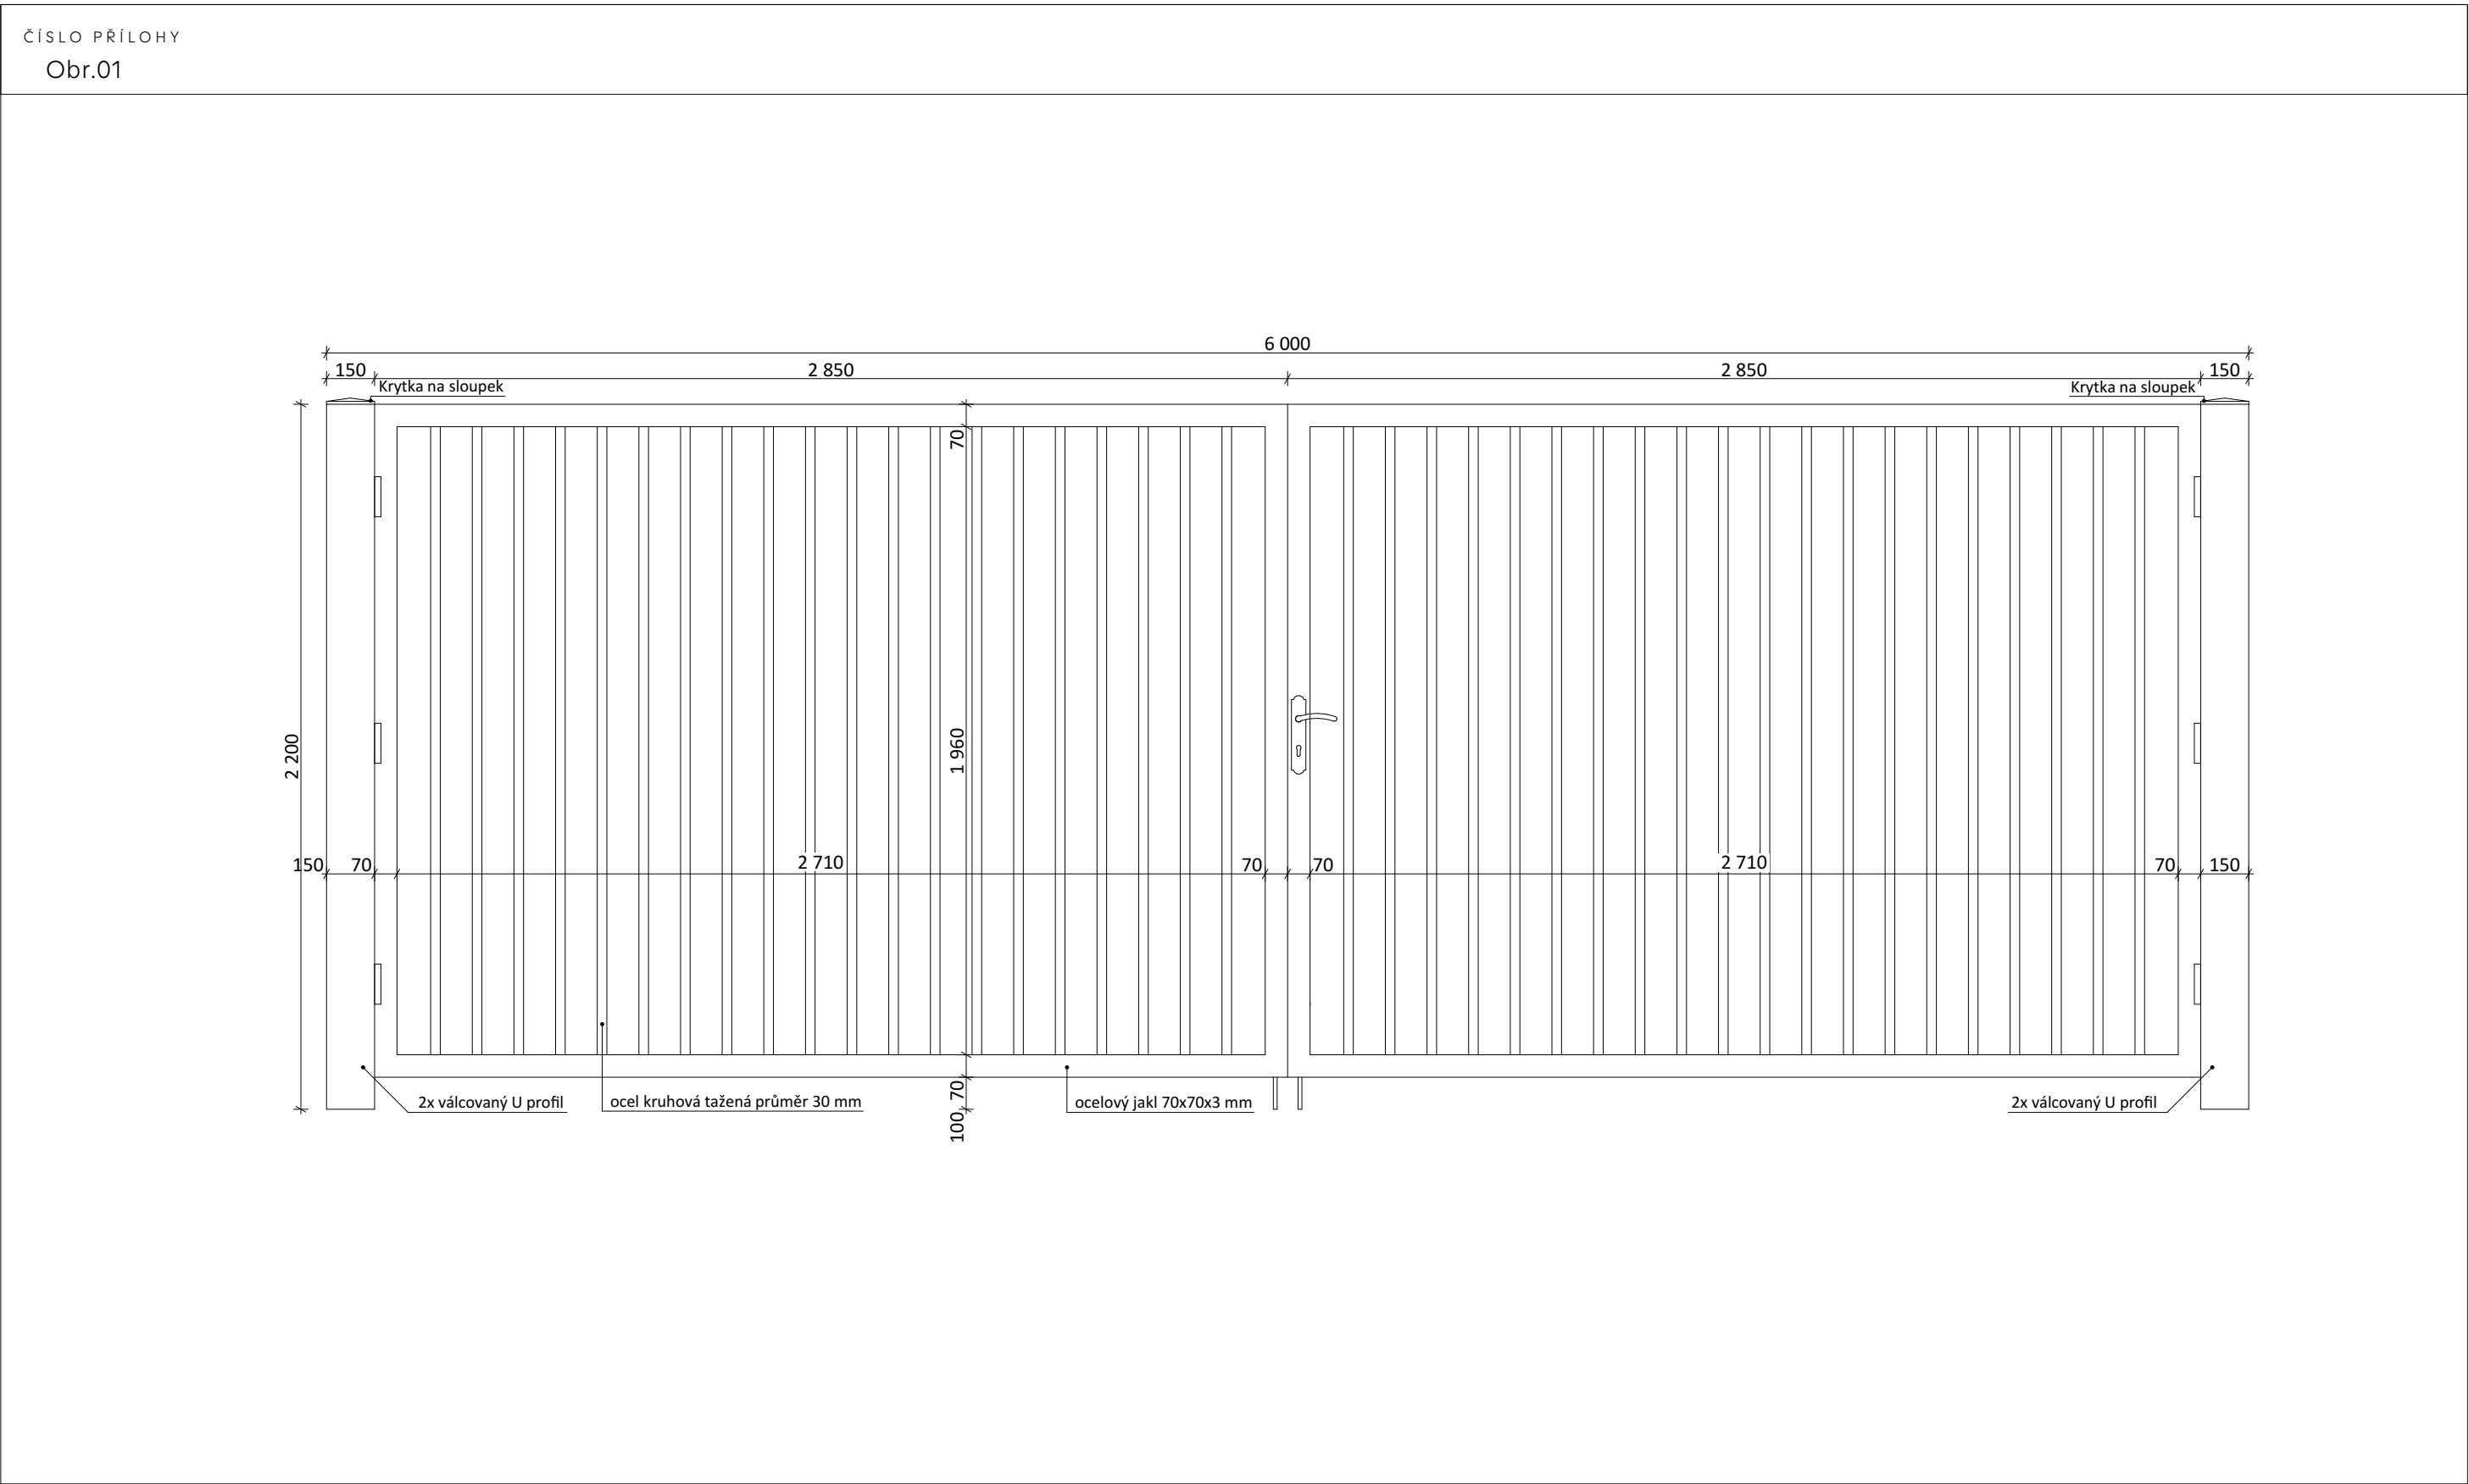 ČÍSLO PŘÍLOHY
Obr.01
6 000
150
2 850
2 850
150
Krytka na sloupek
Krytka na sloupek
70
2 200
1 960
150
70
2 710
70
70
2 710
70
150
70
100
2x válcovaný U profil
ocel kruhová tažená průměr 30 mm
ocelový jakl 70x70x3 mm
2x válcovaný U profil